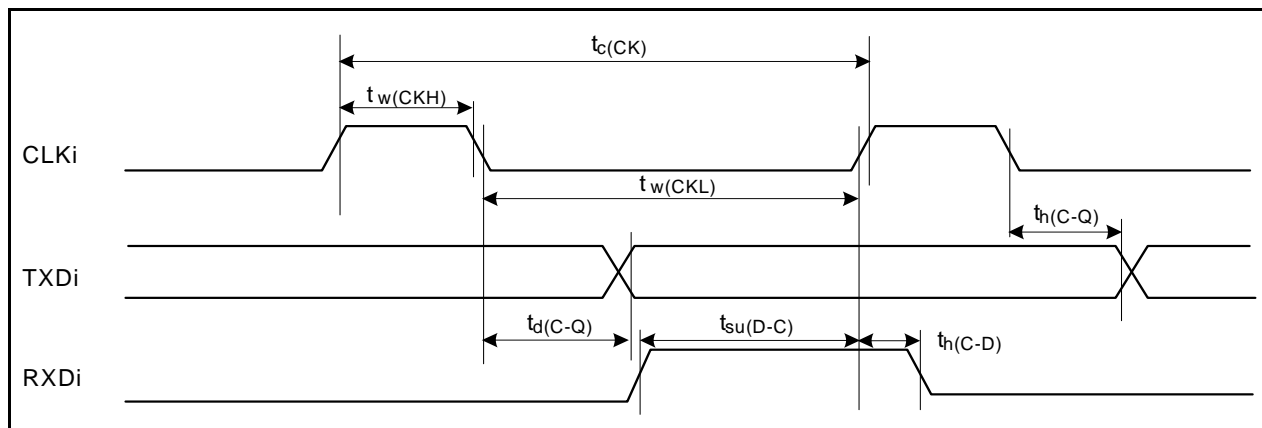 tc(CK)
tw(CKH)
CLKi
tw(CKL)
th(C-Q)
TXDi
td(C-Q)
tsu(D-C)
th(C-D)
RXDi